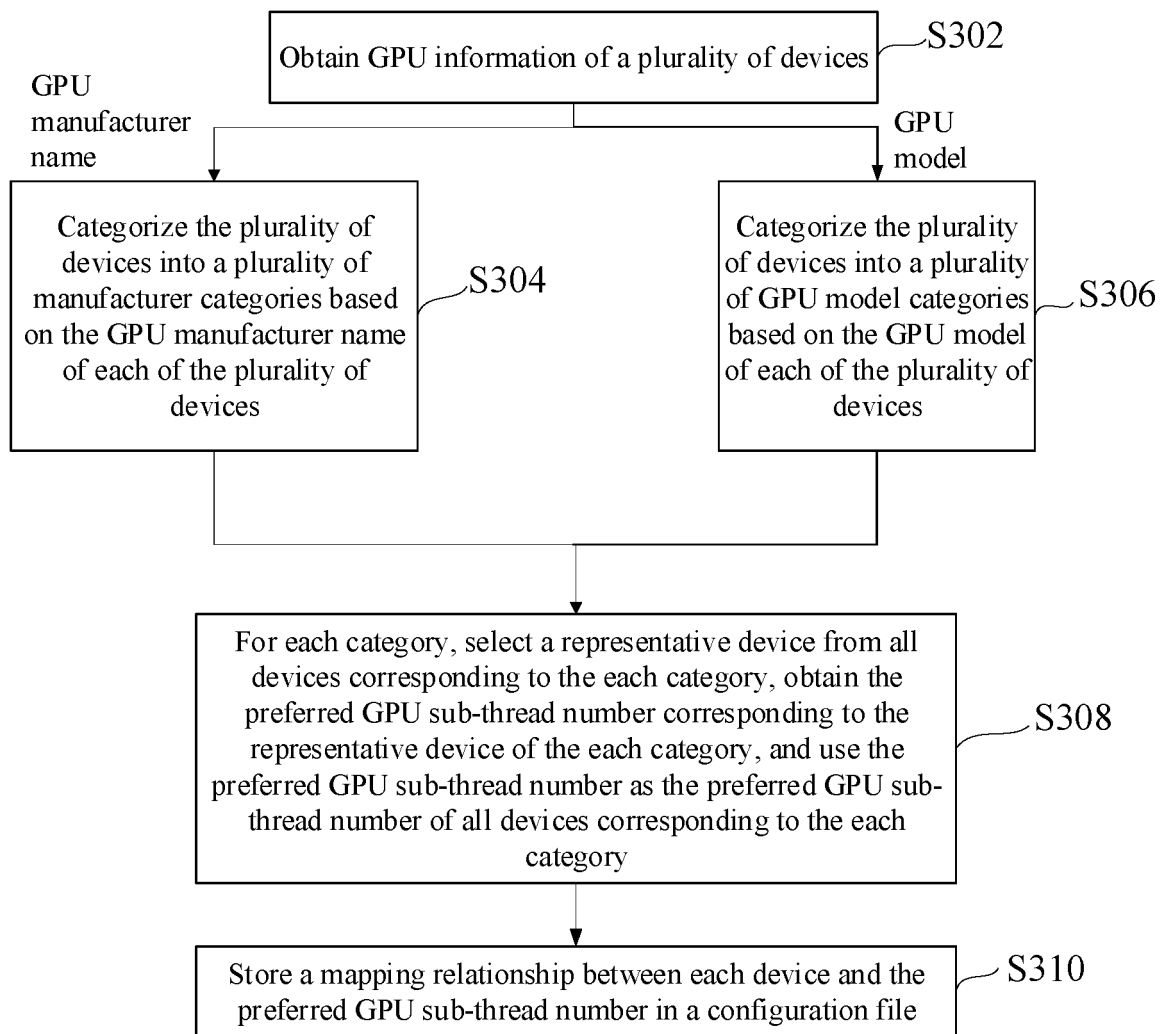 Obtain GPU information of a plurality of devices
S302
GPU
manufacturer
name
GPU
model
Categorize the plurality of
devices into a plurality of
manufacturer categories based
on the GPU manufacturer name
of each of the plurality of
devices
S304
Categorize the plurality
of devices into a plurality
of GPU model categories
based on the GPU model
of each of the plurality of
devices
S306
For each category, select a representative device from all
devices corresponding to the each category, obtain the
preferred GPU sub-thread number corresponding to the
representative device of the each category, and use the
preferred GPU sub-thread number as the preferred GPU sub-
thread number of all devices corresponding to the each
category
S308
Store a mapping relationship between each device and the
preferred GPU sub-thread number in a configuration file
S310